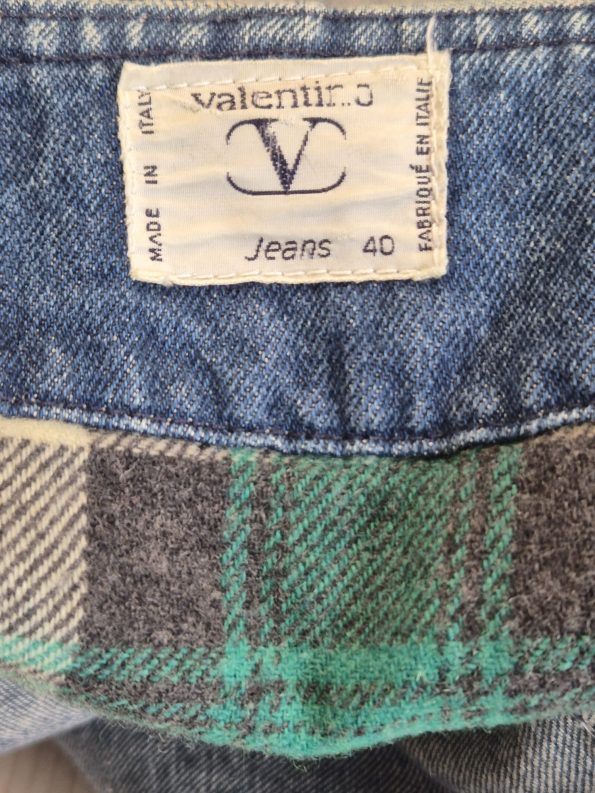 valentino
V
Jeans 40
MADE IN ITALY
FABRIQUÉ EN ITALIE